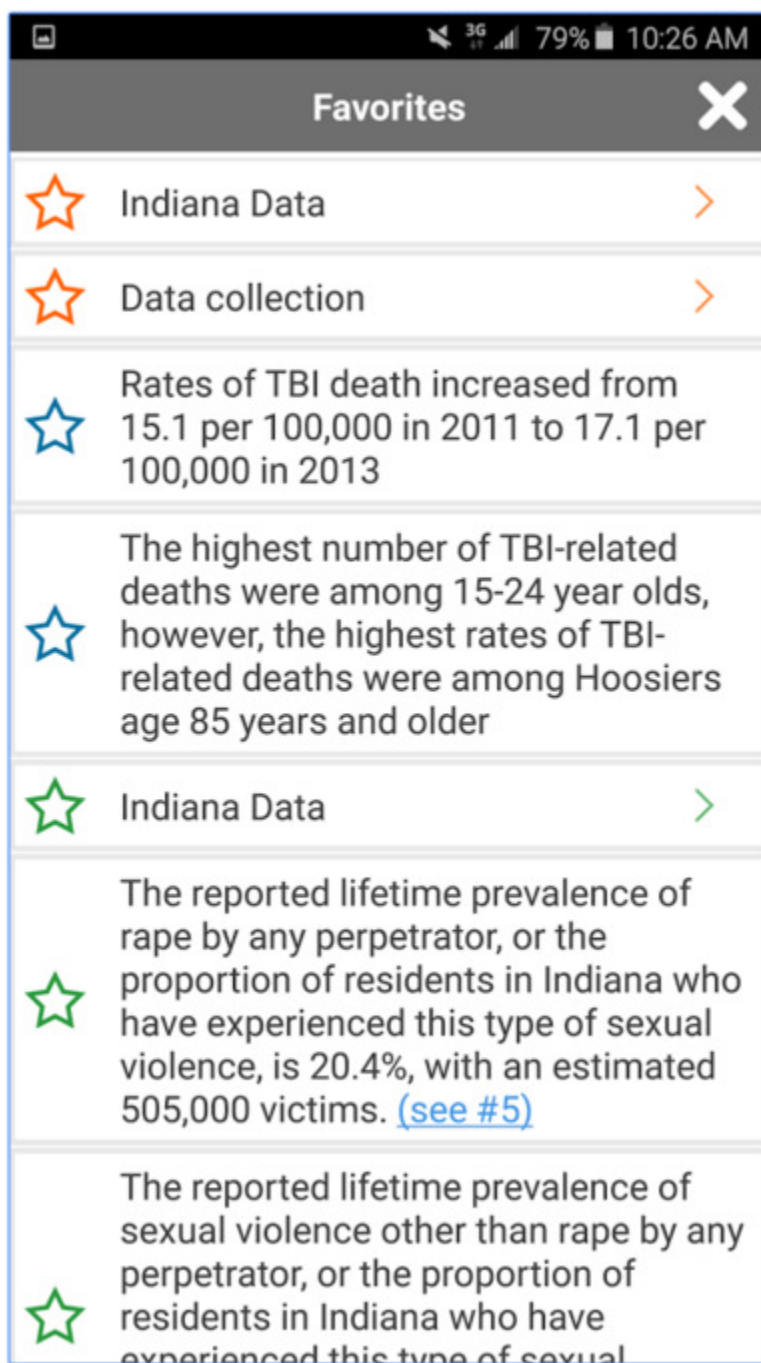 3G 79% 10:26 AM
Favorites
Indiana Data
Data collection
Rates of TBI death increased from
15.1 per 100,000 in 2011 to 17.1 per
100,000 in 2013
The highest number of TBI-related
deaths were among 15-24 year olds,
however, the highest rates of TBI-
related deaths were among Hoosiers
age 85 years and older
Indiana Data
The reported lifetime prevalence of
rape by any perpetrator, or the
proportion of residents in Indiana who
have experienced this type of sexual
violence, is 20.4%, with an estimated
505,000 victims. (see #5)
The reported lifetime prevalence of
sexual violence other than rape by any
perpetrator, or the proportion of
residents in Indiana who have
experienced this type of sexual